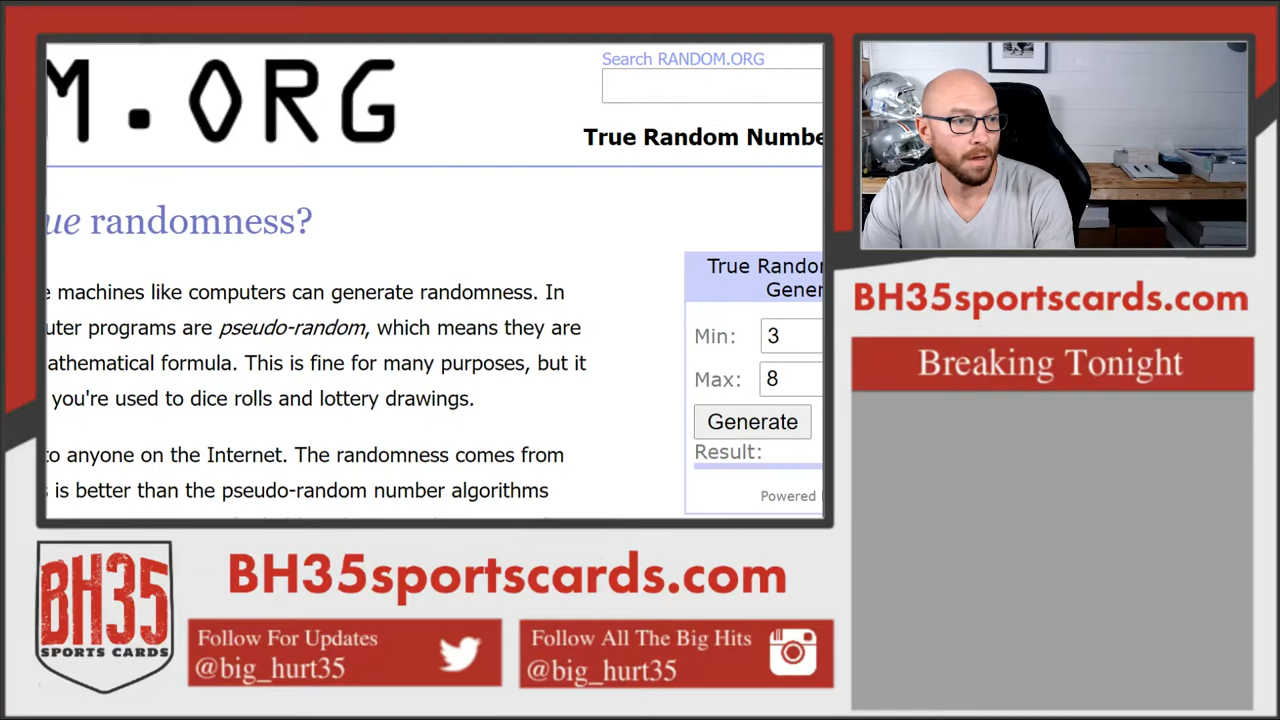 M.ORG
Search RANDOM.ORG
True Random Numbe
ue randomness?
e machines like computers can generate randomness. In
uter programs are pseudo-random, which means they are
athematical formula. This is fine for many purposes, but it
you're used to dice rolls and lottery drawings.
to anyone on the Internet. The randomness comes from
s is better than the pseudo-random number algorithms
True Rando
Gener
Min: 3
Max: 8
Generate
Result:
Powered
BH35sportscards.com
Breaking Tonight
BH35
SPORTS CARDS
BH35sportscards.com
Follow For Updates
@big_hurt35
Follow All The Big Hits
@big_hurt35